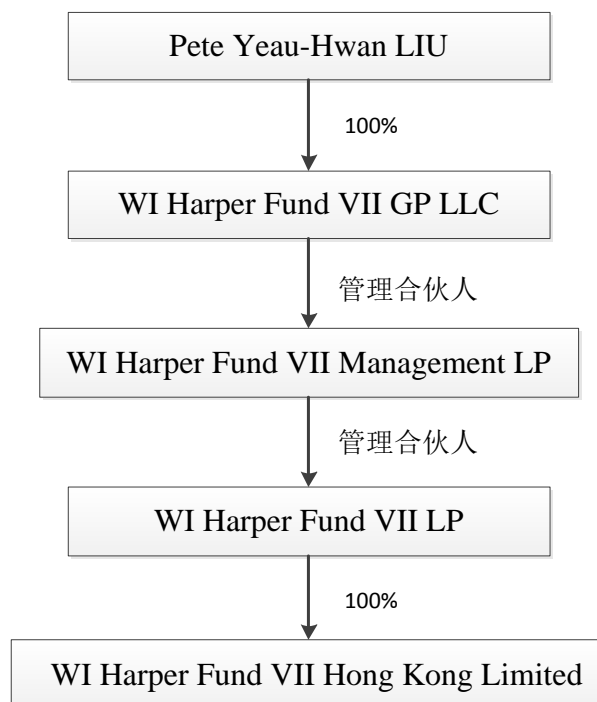 Pete Yeau-Hwan LIU
100%
WI Harper Fund VII GP LLC
管理合伙人
WI Harper Fund VII Management LP
管理合伙人
WI Harper Fund VII LP
100%
WI Harper Fund VII Hong Kong Limited